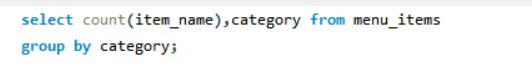 select count(item_name),category from menu_items
group by category;